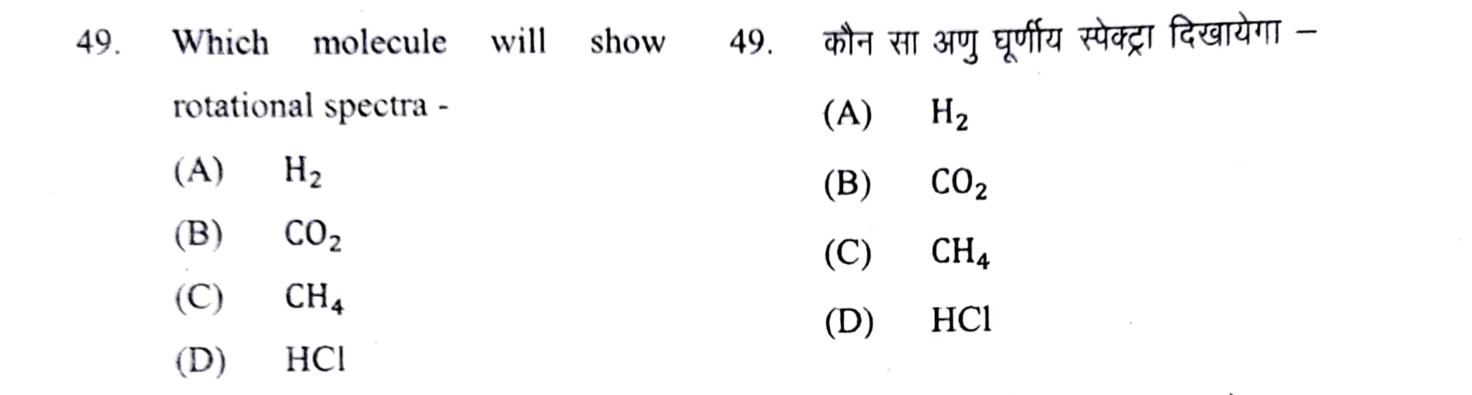 49. Which molecule will show
rotational spectra -
(A) H₂
(B) CO₂
(C) CH₄
(D) HCl
49. कौन सा अणु घूर्णीय स्पेक्ट्रा दिखायेगा –
(A) H₂
(B) CO₂
(C) CH₄
(D) HCl